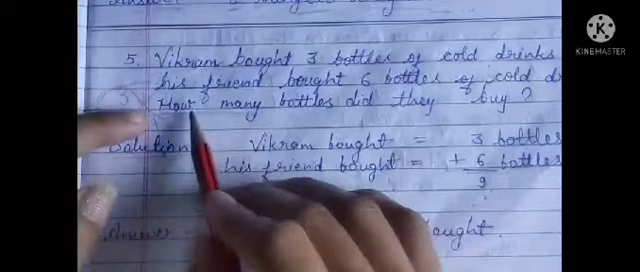 5. Vikram bought 3 bottles of cold drinks
his friend bought 6 bottles of cold d
How many bottles did they buy ?
Solution Vikram bought = 3 bottles
his friend bought = + 6 bottles
9
Answer ought.
KINEMASTER